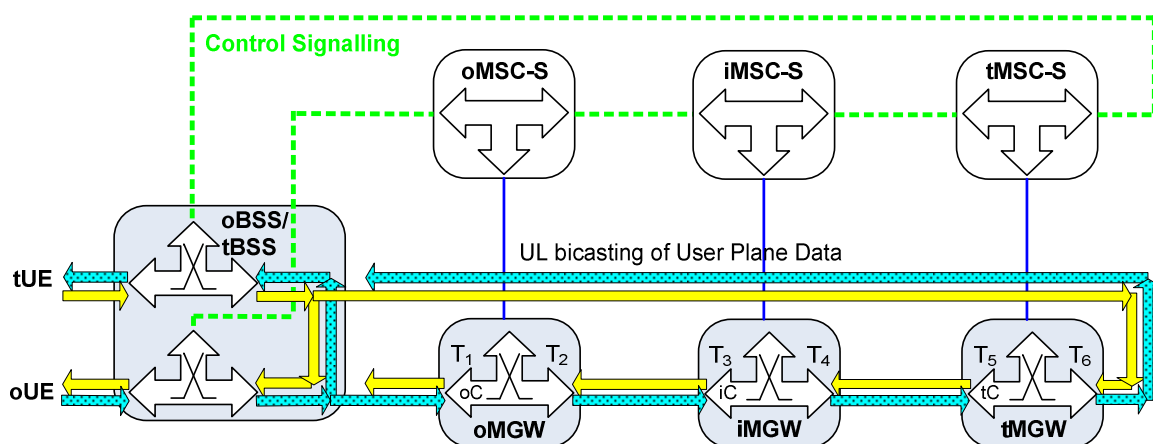 Control Signalling
oMSC-S
iMSC-S
tMSC-S
oBSS/
tBSS
UL bicasting of User Plane Data
tUE
oUE
T1
T2
T3
T4
T5
T6
oC
iC
tC
oMGW
iMGW
tMGW